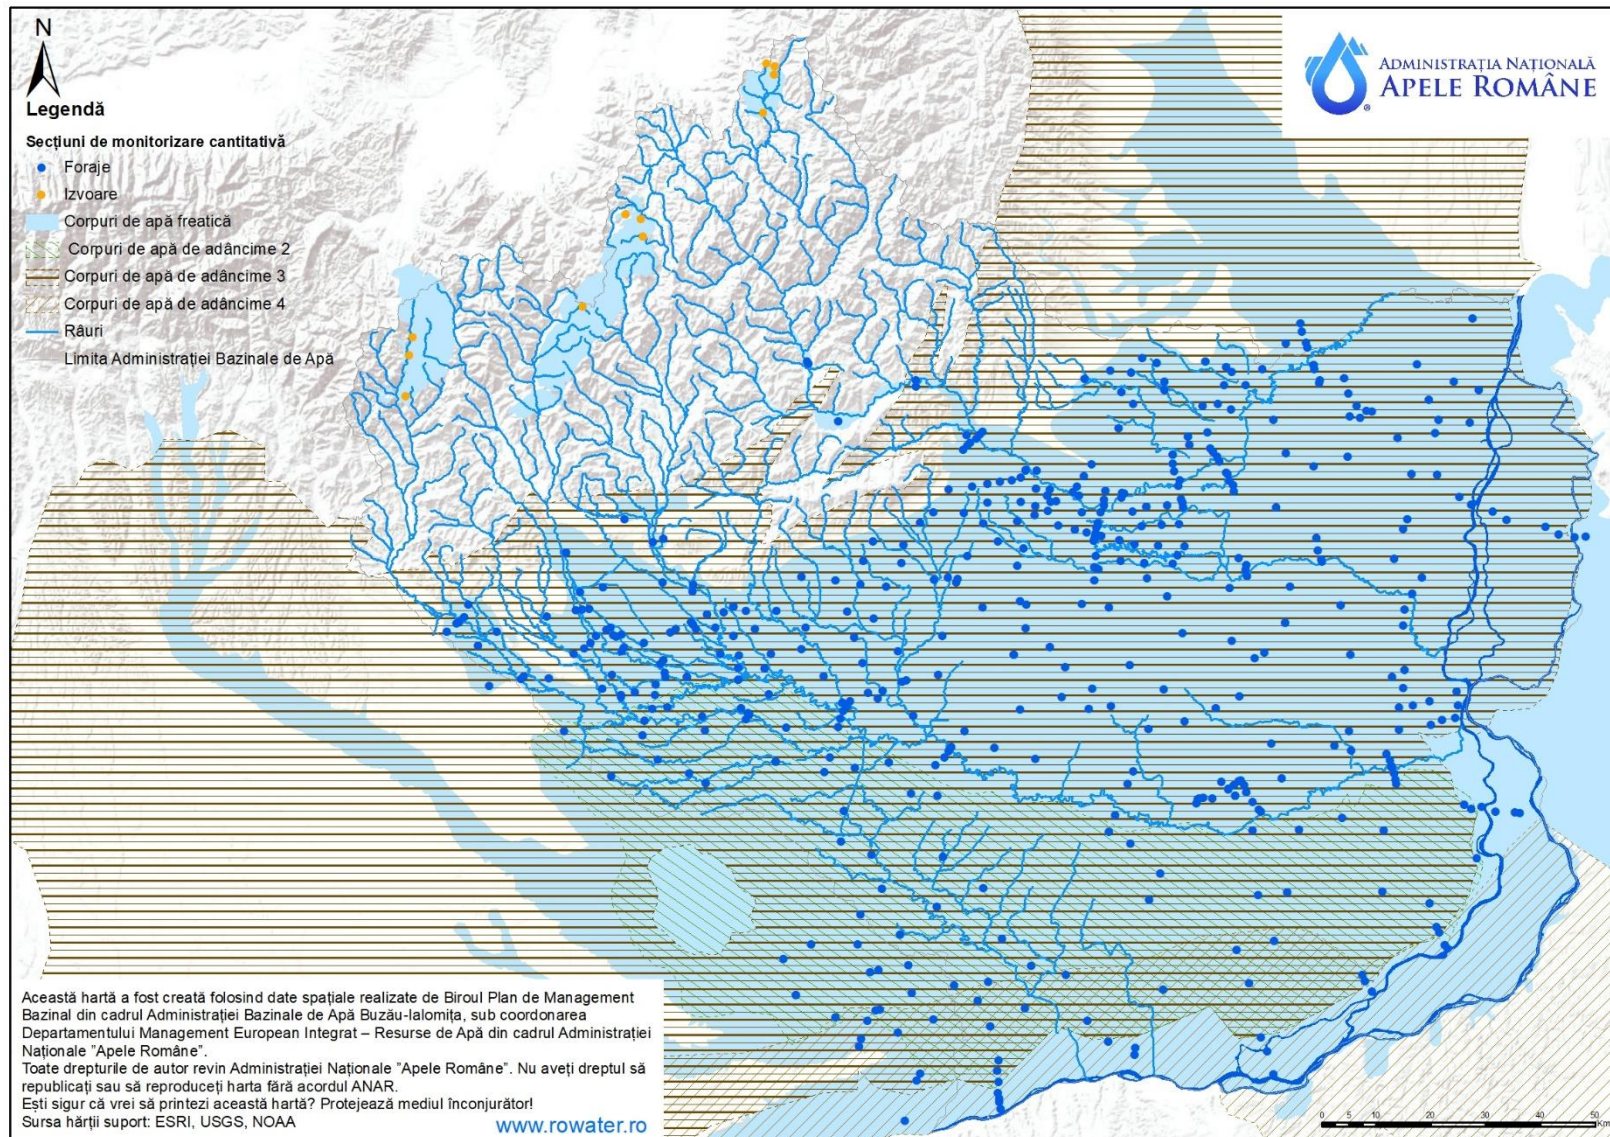 N
Legendă
Secțiuni de monitorizare cantitativă
Foraje
Izvoare
Corpuri de apă freatică
Corpuri de apă de adâncime 2
Corpuri de apă de adâncime 3
Corpuri de apă de adâncime 4
Râuri
Limita Administrației Bazinale de Apă
ADMINISTRAȚIA NAȚIONALĂ
APELE ROMÂNE
®
Această hartă a fost creată folosind date spațiale realizate de Biroul Plan de Management
Bazinal din cadrul Administrației Bazinale de Apă Buzău-Ialomița, sub coordonarea
Departamentului Management European Integrat – Resurse de Apă din cadrul Administrației
Naționale "Apele Române".
Toate drepturile de autor revin Administrației Naționale "Apele Române". Nu aveți dreptul să
republicați sau să reproduceți harta fără acordul ANAR.
Ești sigur că vrei să printezi această hartă? Protejează mediul înconjurător!
Sursa hărții suport: ESRI, USGS, NOAA
www.rowater.ro
0 5 10 20 30 40 50
Km